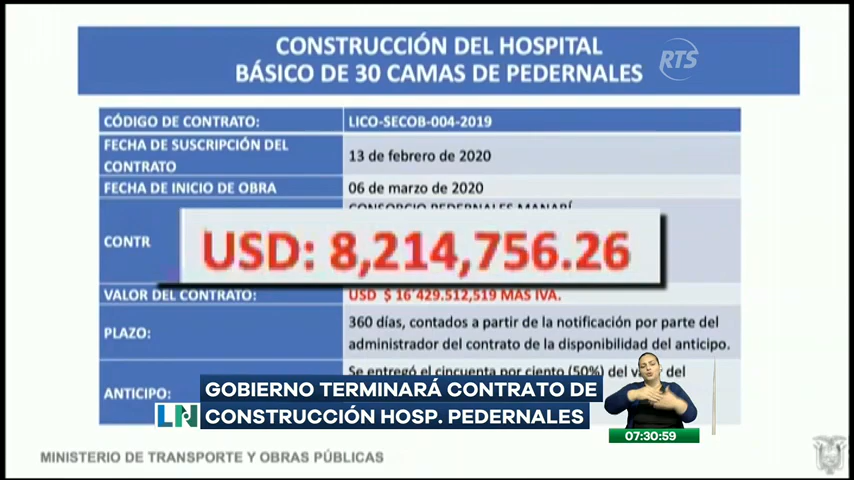 CONSTRUCCIÓN DEL HOSPITAL
BÁSICO DE 30 CAMAS DE PEDERNALES
RTS
CÓDIGO DE CONTRATO:
LICO-SECOB-004-2019
FECHA DE SUSCRIPCIÓN DEL
CONTRATO
13 de febrero de 2020
FECHA DE INICIO DE OBRA
06 de marzo de 2020
CONSORCIO PEDERNALES MANABÍ
CONTR
USD: 8,214,756.26
VALOR DEL CONTRATO:
USD $ 16´429.512,519 MAS IVA.
PLAZO:
360 días, contados a partir de la notificación por parte del
administrador del contrato de la disponibilidad del anticipo.
Se entregó el cincuenta por ciento (50%) del valor del
ANTICIPO:
GOBIERNO TERMINARÁ CONTRATO DE
LN
CONSTRUCCIÓN HOSP. PEDERNALES
07:30:59
MINISTERIO DE TRANSPORTE Y OBRAS PÚBLICAS